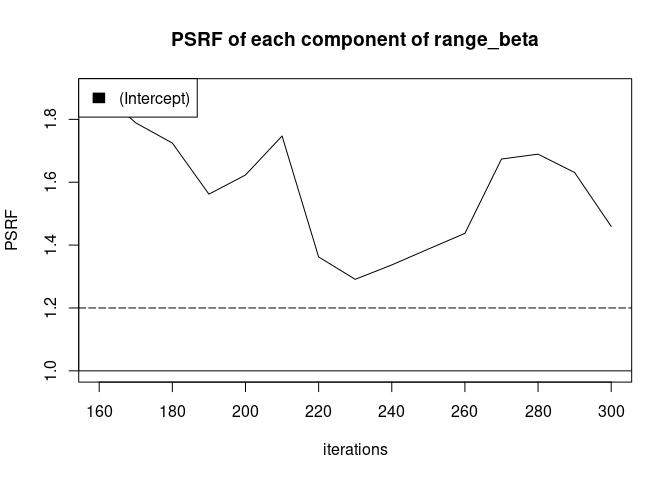 PSRF of each component of range_beta
(Intercept)
PSRF
1.8
1.6
1.4
1.2
1.0
160 180 200 220 240 260 280 300
iterations